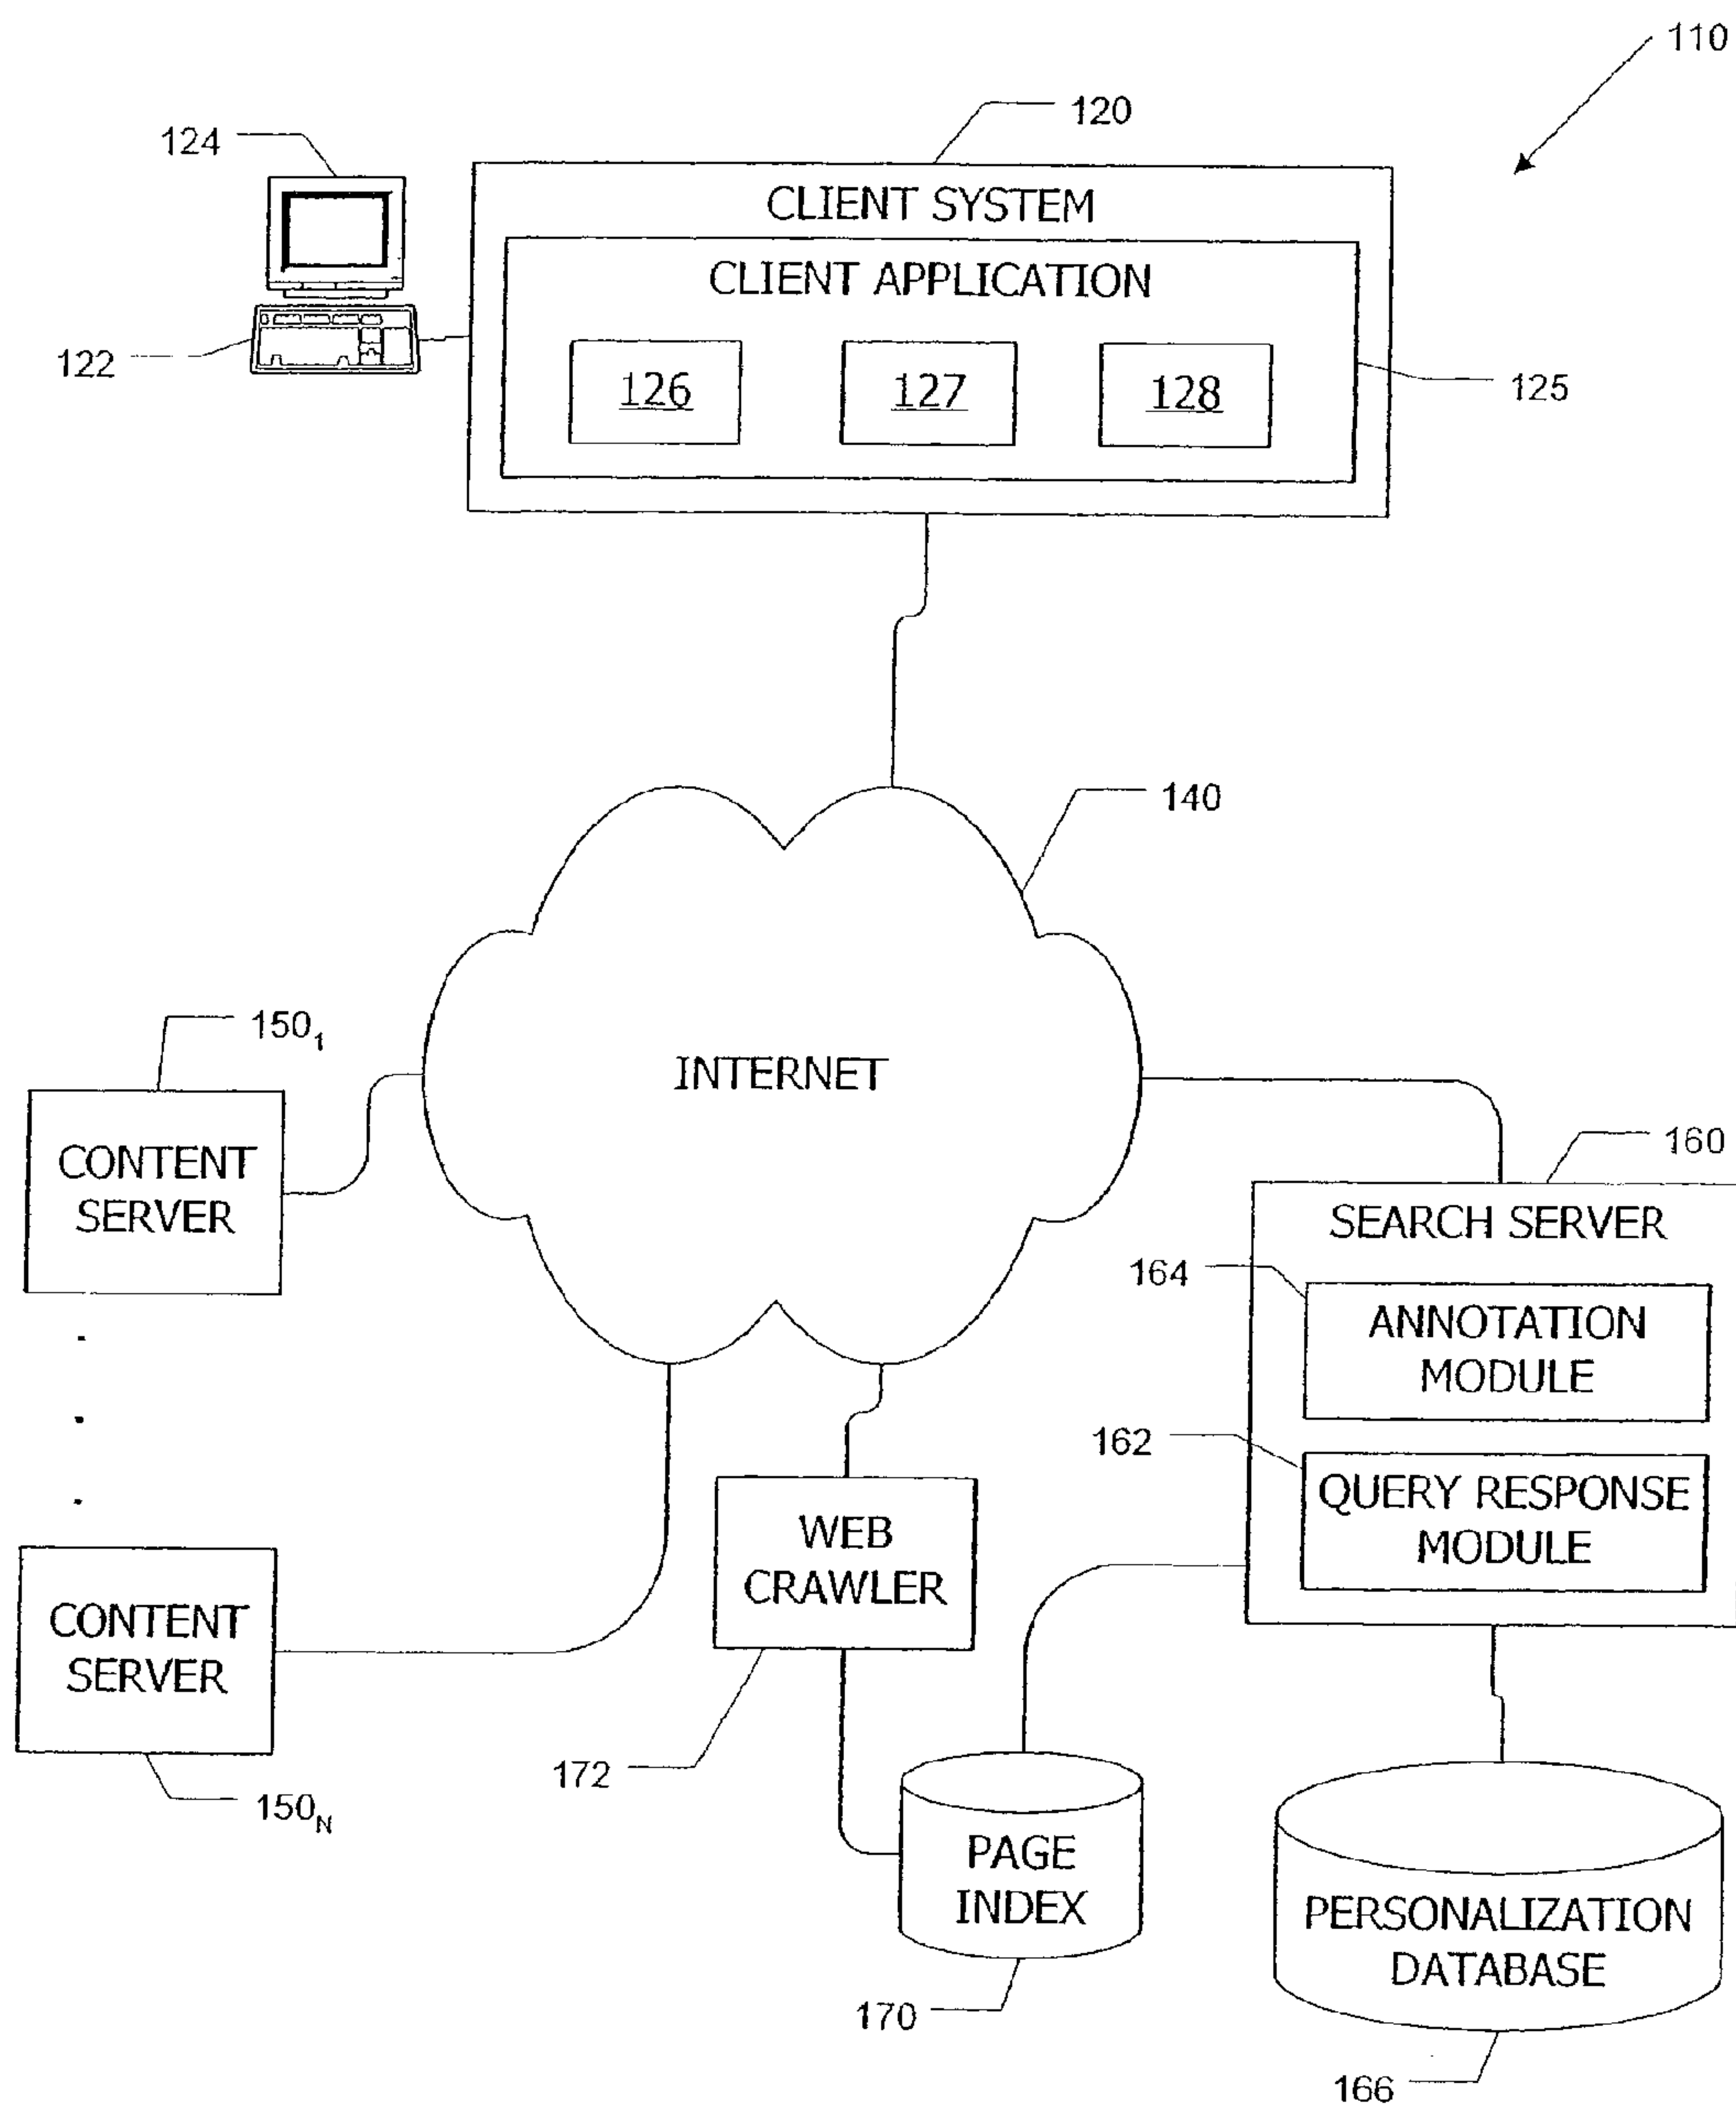 110
120
124
CLIENT SYSTEM
CLIENT APPLICATION
122
126
127
128
125
140
INTERNET
150₁
CONTENT
SERVER
160
SEARCH SERVER
164
ANNOTATION
MODULE
162
QUERY RESPONSE
MODULE
WEB
CRAWLER
CONTENT
SERVER
172
150N
PAGE
INDEX
PERSONALIZATION
DATABASE
170
166